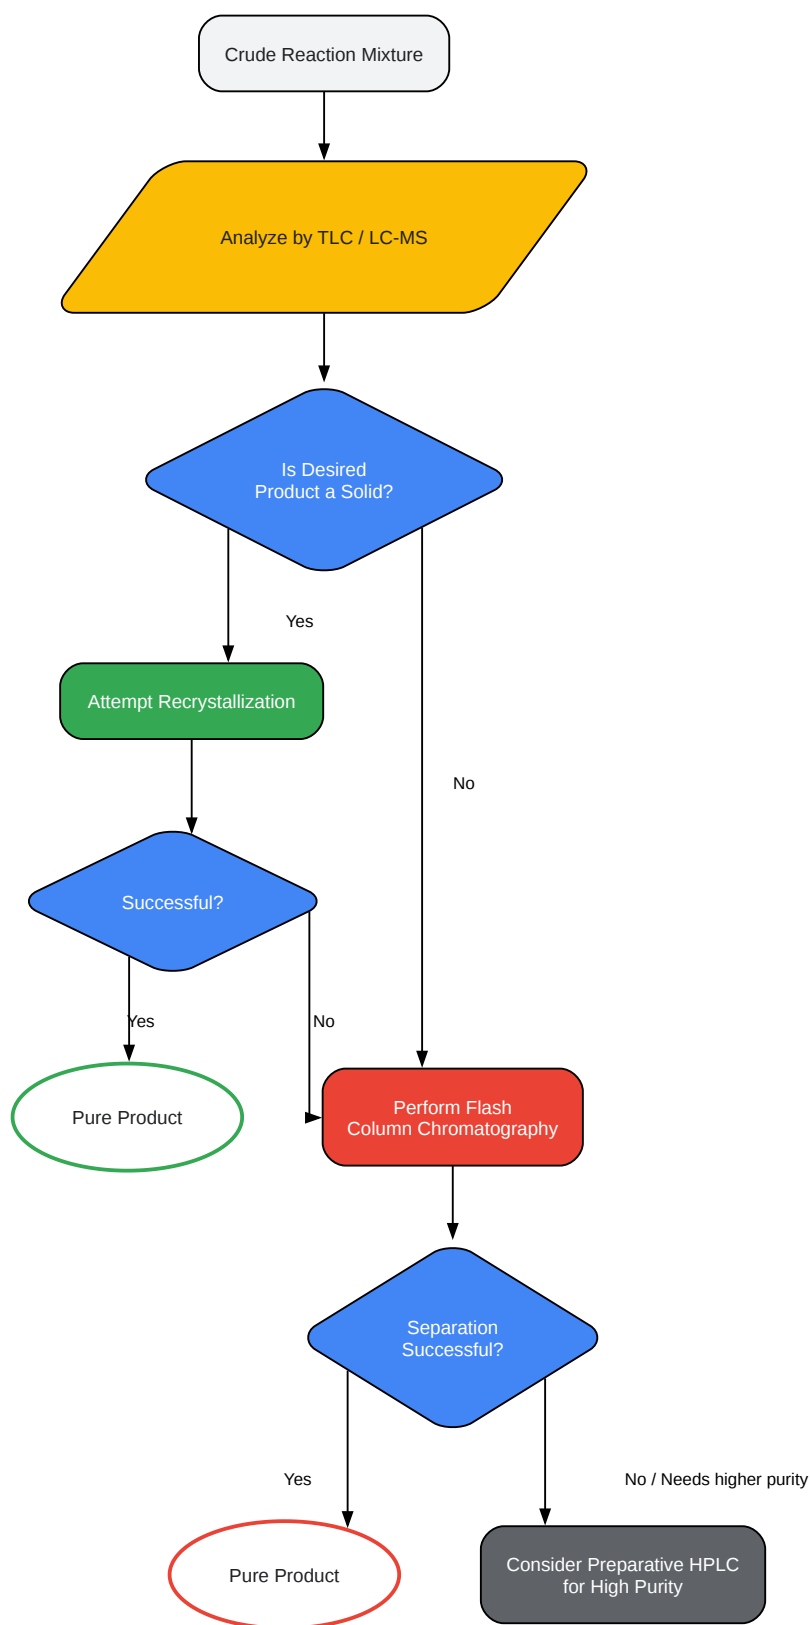 Crude Reaction Mixture
Analyze by TLC / LC-MS
Is Desired
Product a Solid?
Yes
Attempt Recrystallization
No
Successful?
Yes
No
Pure Product
Perform Flash
Column Chromatography
Separation
Successful?
Yes
No / Needs higher purity
Pure Product
Consider Preparative HPLC
for High Purity